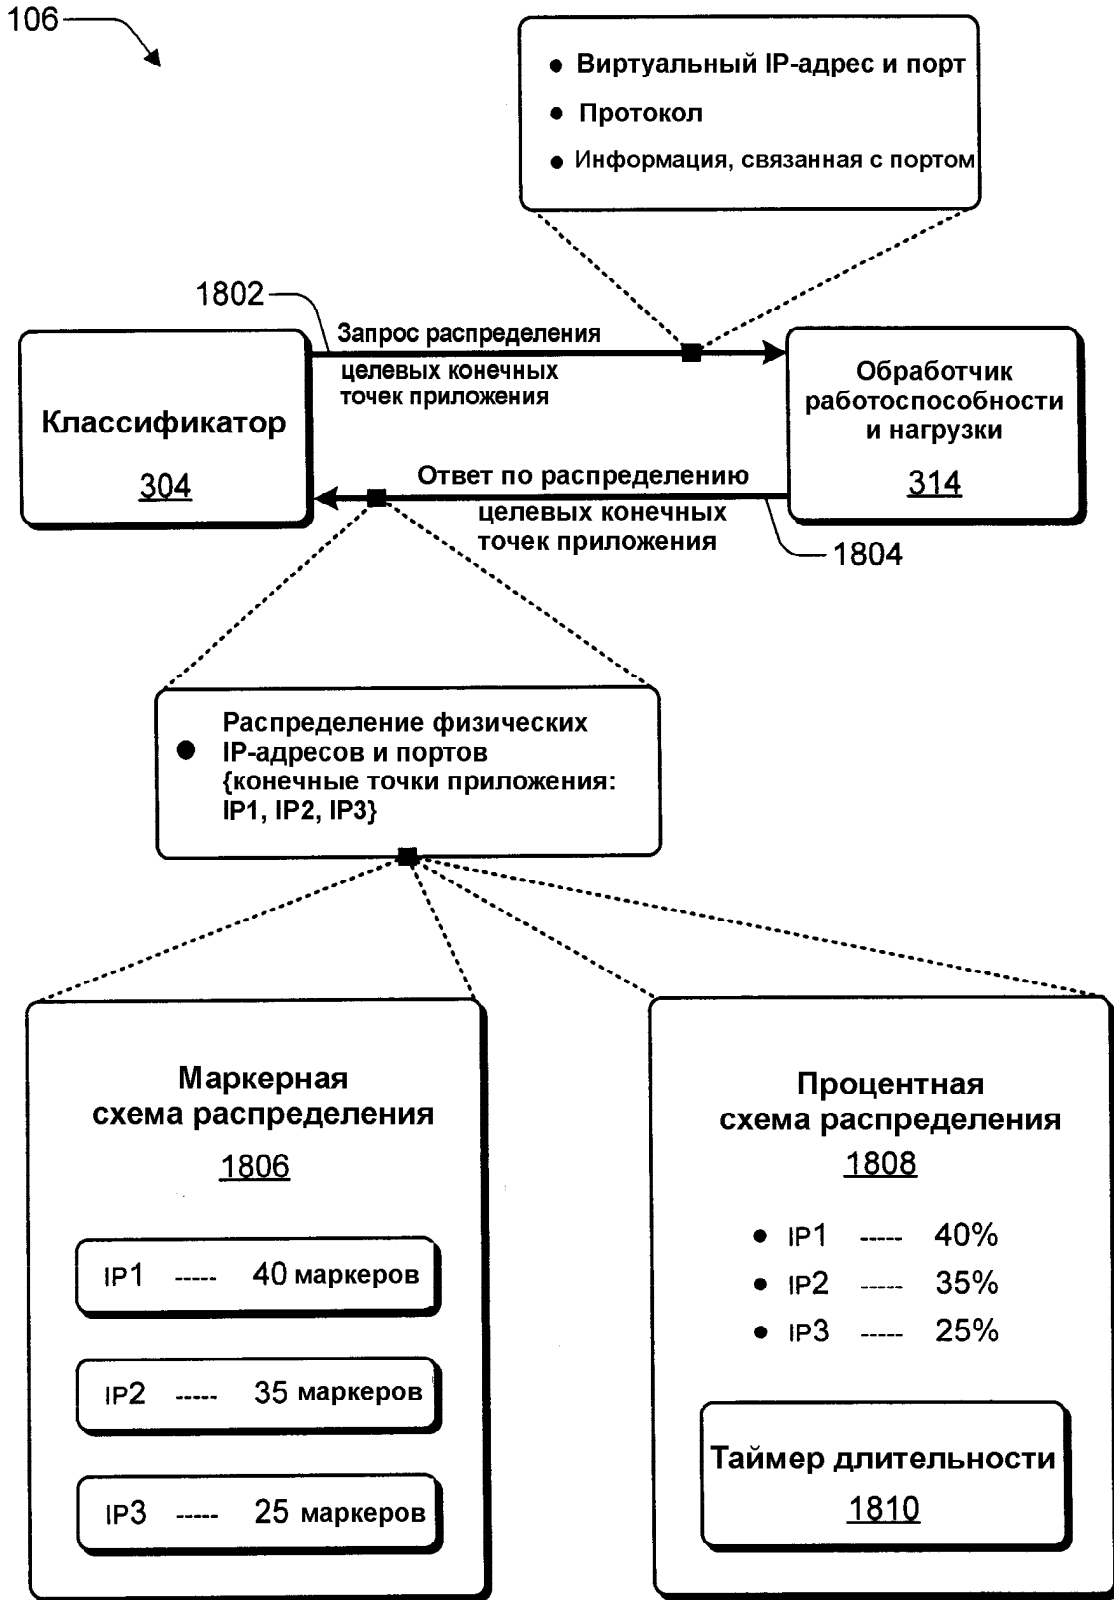 106
• Виртуальный IP-адрес и порт
• Протокол
• Информация, связанная с портом
1802
Запрос распределения
целевых конечных
точек приложения
Классификатор
304
Обработчик
работоспособности
и нагрузки
314
Ответ по распределению
целевых конечных
точек приложения
1804
• Распределение физических
IP-адресов и портов
{конечные точки приложения:
IP1, IP2, IP3}
Маркерная
схема распределения
1806
IP1 ----- 40 маркеров
IP2 ----- 35 маркеров
IP3 ----- 25 маркеров
Процентная
схема распределения
1808
• IP1 ----- 40%
• IP2 ----- 35%
• IP3 ----- 25%
Таймер длительности
1810